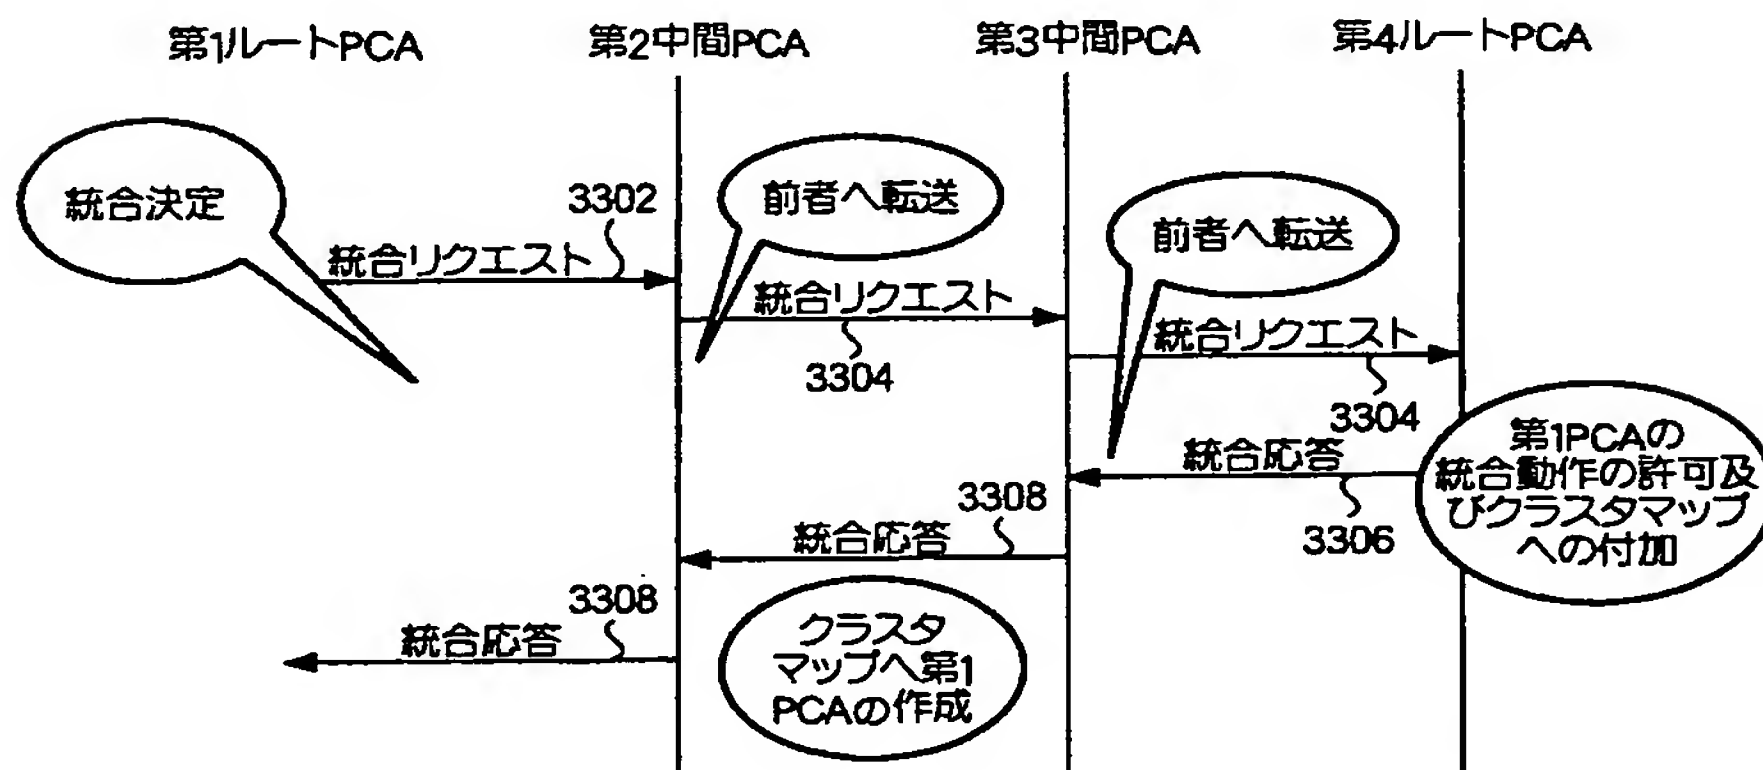 第1ルートPCA
第2中間PCA
第3中間PCA
第4ルートPCA
統合決定
3302
統合リクエスト
前者へ転送
統合リクエスト
3304
前者へ転送
統合リクエスト
3304
第1PCAの
統合動作の許可及
びクラスタマップ
への付加
統合応答
3306
3308
統合応答
クラスタ
マップへ第1
PCAの作成
3308
統合応答